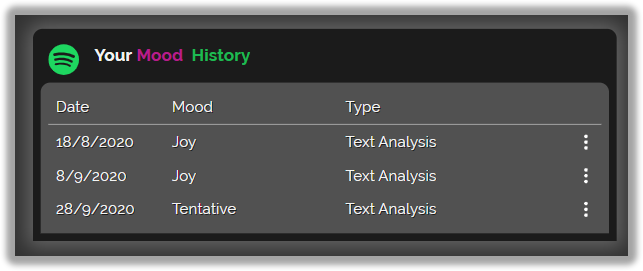 Your Mood History
Date Mood Type
18/8/2020 Joy Text Analysis
8/9/2020 Joy Text Analysis
28/9/2020 Tentative Text Analysis